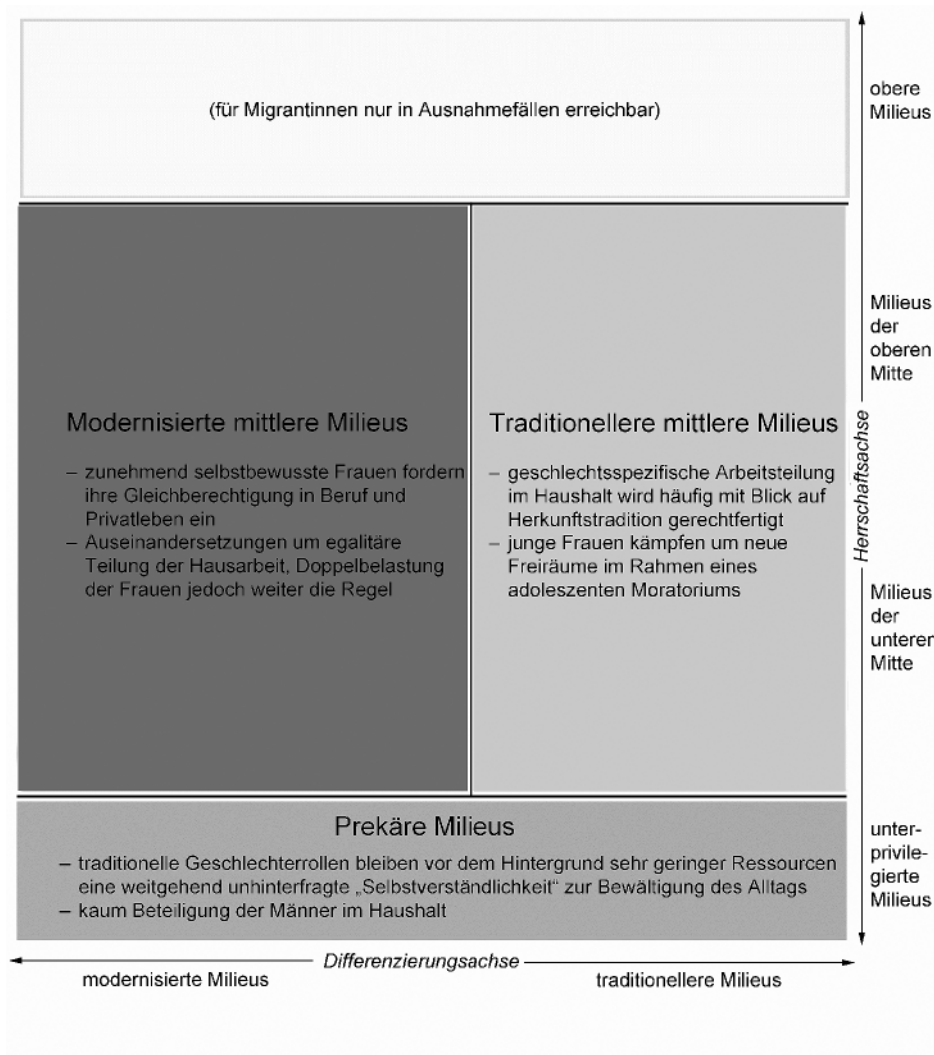 (für Migrantinnen nur in Ausnahmefällen erreichbar)
obere
Milieus
Milieus
der
oberen
Mitte
Modernisierte mittlere Milieus
– zunehmend selbstbewusste Frauen fordern
ihre Gleichberechtigung in Beruf und
Privatleben ein
– Auseinandersetzungen um egalitäre
Teilung der Hausarbeit, Doppelbelastung
der Frauen jedoch weiter die Regel
Traditionellere mittlere Milieus
– geschlechtsspezifische Arbeitsteilung
im Haushalt wird häufig mit Blick auf
Herkunftstradition gerechtfertigt
– junge Frauen kämpfen um neue
Freiräume im Rahmen eines
adoleszenten Moratoriums
Herrschaftsachse
Milieus
der
unteren
Mitte
Prekäre Milieus
– traditionelle Geschlechterrollen bleiben vor dem Hintergrund sehr geringer Ressourcen
eine weitgehend unhinterfragte „Selbstverständlichkeit“ zur Bewältigung des Alltags
– kaum Beteiligung der Männer im Haushalt
unter-
privile-
gierte
Milieus
Differenzierungsachse
modernisierte Milieus
traditionellere Milieus